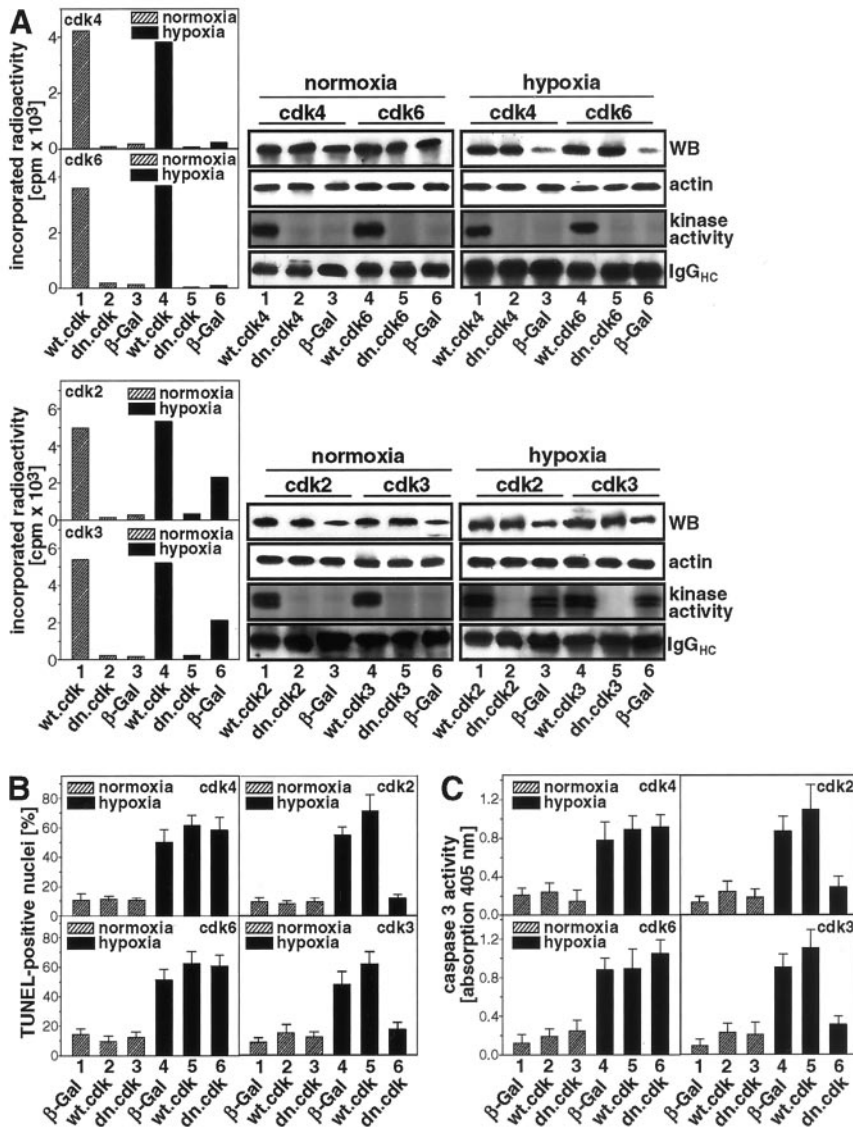 A
cdk4
normoxia
hypoxia
4
2
0
cdk6
normoxia
hypoxia
4
2
0
incorporated radioactivity
[cpm x 10³]
1 2 3 4 5 6
wt.cdk dn.cdk β-Gal wt.cdk dn.cdk β-Gal
normoxia hypoxia
cdk4 cdk6 cdk4 cdk6
WB
actin
kinase
activity
IgGHC
1 2 3 4 5 6 1 2 3 4 5 6
wt.cdk4 dn.cdk4 β-Gal wt.cdk6 dn.cdk6 β-Gal wt.cdk4 dn.cdk4 β-Gal wt.cdk6 dn.cdk6 β-Gal
cdk2
normoxia
hypoxia
6
4
2
0
cdk3
normoxia
hypoxia
6
4
2
0
incorporated radioactivity
[cpm x 10³]
1 2 3 4 5 6
wt.cdk dn.cdk β-Gal wt.cdk dn.cdk β-Gal
normoxia hypoxia
cdk2 cdk3 cdk2 cdk3
WB
actin
kinase
activity
IgGHC
1 2 3 4 5 6 1 2 3 4 5 6
wt.cdk2 dn.cdk2 β-Gal wt.cdk3 dn.cdk3 β-Gal wt.cdk2 dn.cdk2 β-Gal wt.cdk3 dn.cdk3 β-Gal
B
TUNEL-positive nuclei [%]
normoxia cdk4
hypoxia
normoxia cdk2
hypoxia
80
60
40
20
0
normoxia cdk6
hypoxia
normoxia cdk3
hypoxia
80
60
40
20
0
1 2 3 4 5 6 1 2 3 4 5 6
β-Gal wt.cdk dn.cdk β-Gal wt.cdk dn.cdk β-Gal wt.cdk dn.cdk β-Gal wt.cdk dn.cdk
C
caspase 3 activity
[absorption 405 nm]
normoxia cdk4
hypoxia
normoxia cdk2
hypoxia
1.2
0.8
0.4
0.0
normoxia cdk6
hypoxia
normoxia cdk3
hypoxia
1.2
0.8
0.4
0.0
1 2 3 4 5 6 1 2 3 4 5 6
β-Gal wt.cdk dn.cdk β-Gal wt.cdk dn.cdk β-Gal wt.cdk dn.cdk β-Gal wt.cdk dn.cdk